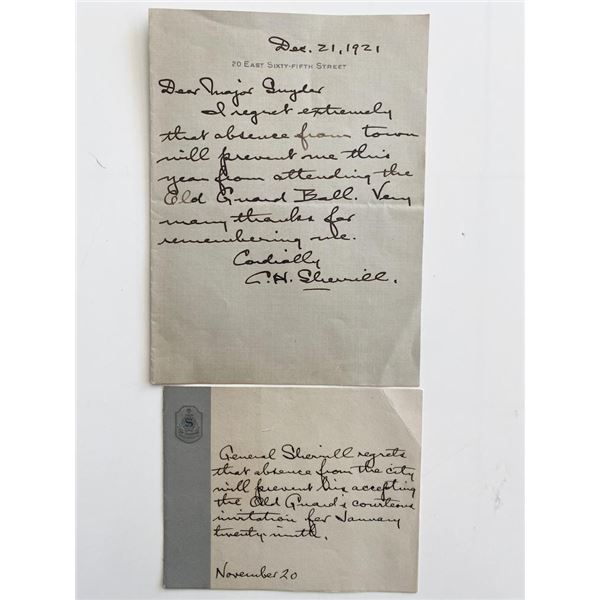 Dec. 21, 1921
20 EAST SIXTY-FIFTH STREET
Dear Major Snyder
I regret extremely
that absence from town
will prevent me this
year from attending the
Old Guard Ball. Very
many thanks for
remembering me.
Cordially
C. H. Sherrill.
S
General Sherrill regrets
that absence from the city
will prevent his accepting
the Old Guard's courteous
invitation for January
twenty ninth.
November 20